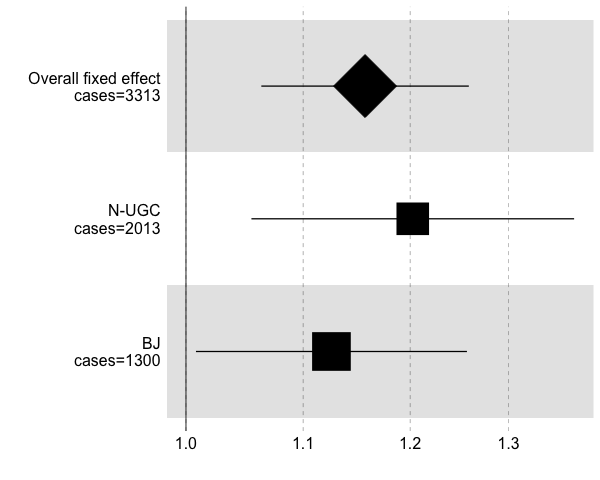 Overall fixed effect
cases=3313
N-UGC
cases=2013
BJ
cases=1300
1.0 1.1 1.2 1.3